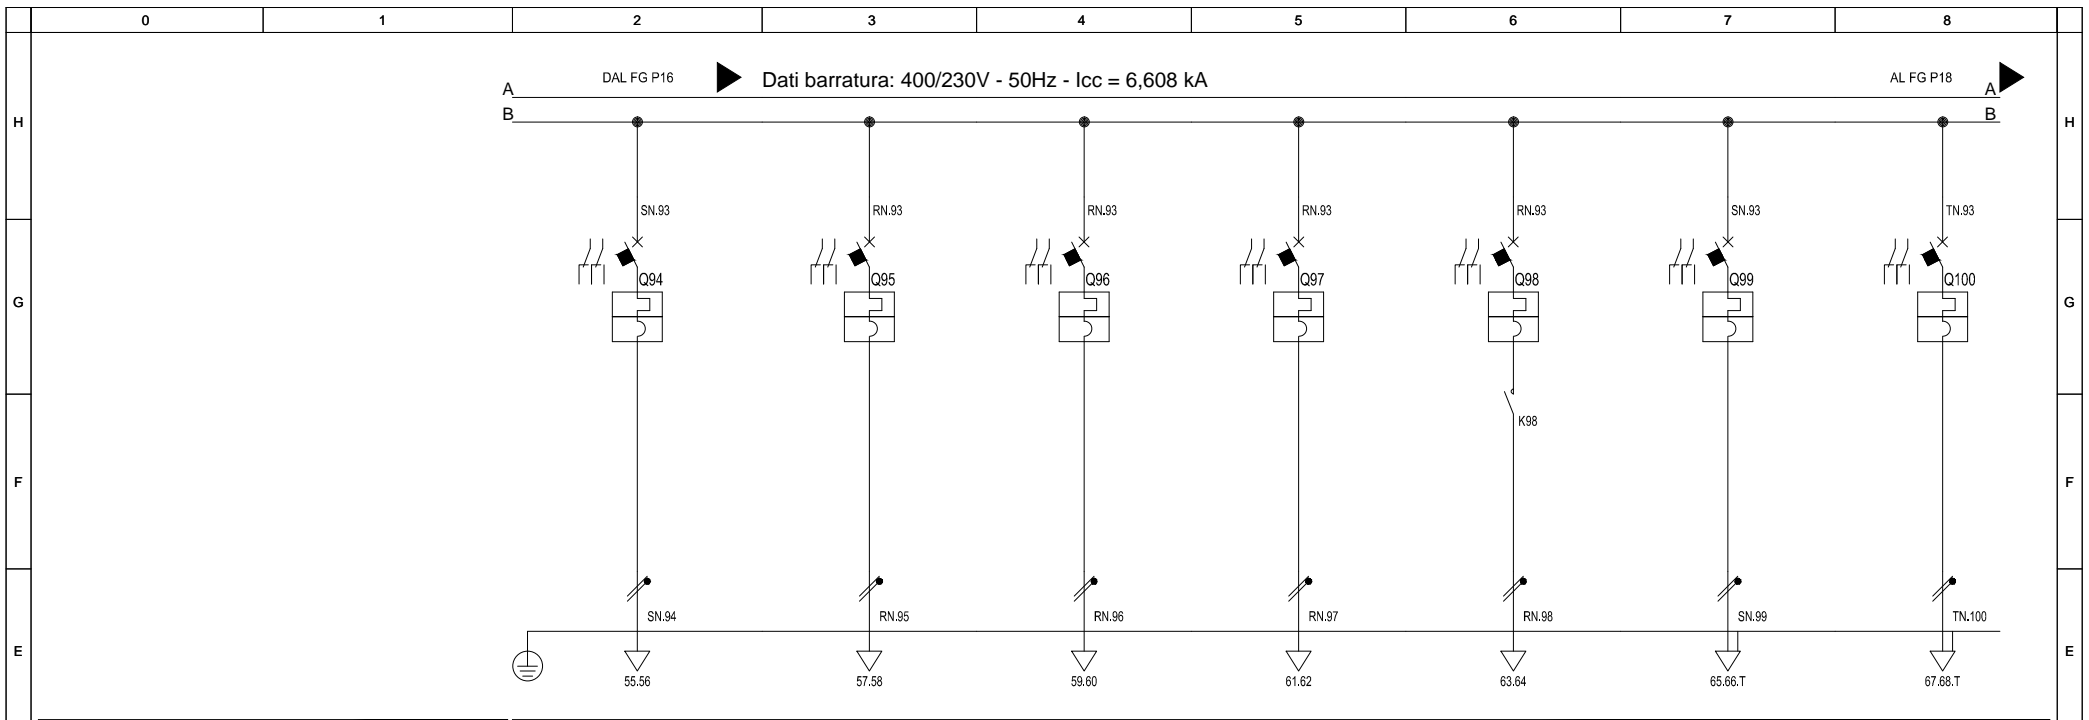 0 1 2 3 4 5 6 7 8
DAL FG P16 Dati barratura: 400/230V - 50Hz - Icc = 6,608 kA AL FG P18
A A
B B
H H
SN.93 RN.93 RN.93 RN.93 RN.93 SN.93 TN.93
Q94 Q95 Q96 Q97 Q98 Q99 Q100
G G
K98
F F
SN.94 RN.95 RN.96 RN.97 RN.98 SN.99 TN.100
E E
55.56 57.58 59.60 61.62 63.64 65.66.T 67.68.T